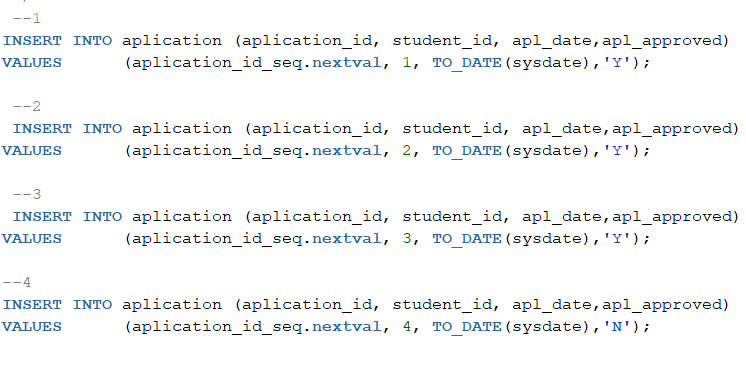 --1
INSERT INTO aplication (aplication_id, student_id, apl_date,apl_approved)
VALUES (aplication_id_seq.nextval, 1, TO_DATE(sysdate),'Y');
--2
INSERT INTO aplication (aplication_id, student_id, apl_date,apl_approved)
VALUES (aplication_id_seq.nextval, 2, TO_DATE(sysdate),'Y');
--3
INSERT INTO aplication (aplication_id, student_id, apl_date,apl_approved)
VALUES (aplication_id_seq.nextval, 3, TO_DATE(sysdate),'Y');
--4
INSERT INTO aplication (aplication_id, student_id, apl_date,apl_approved)
VALUES (aplication_id_seq.nextval, 4, TO_DATE(sysdate),'N');